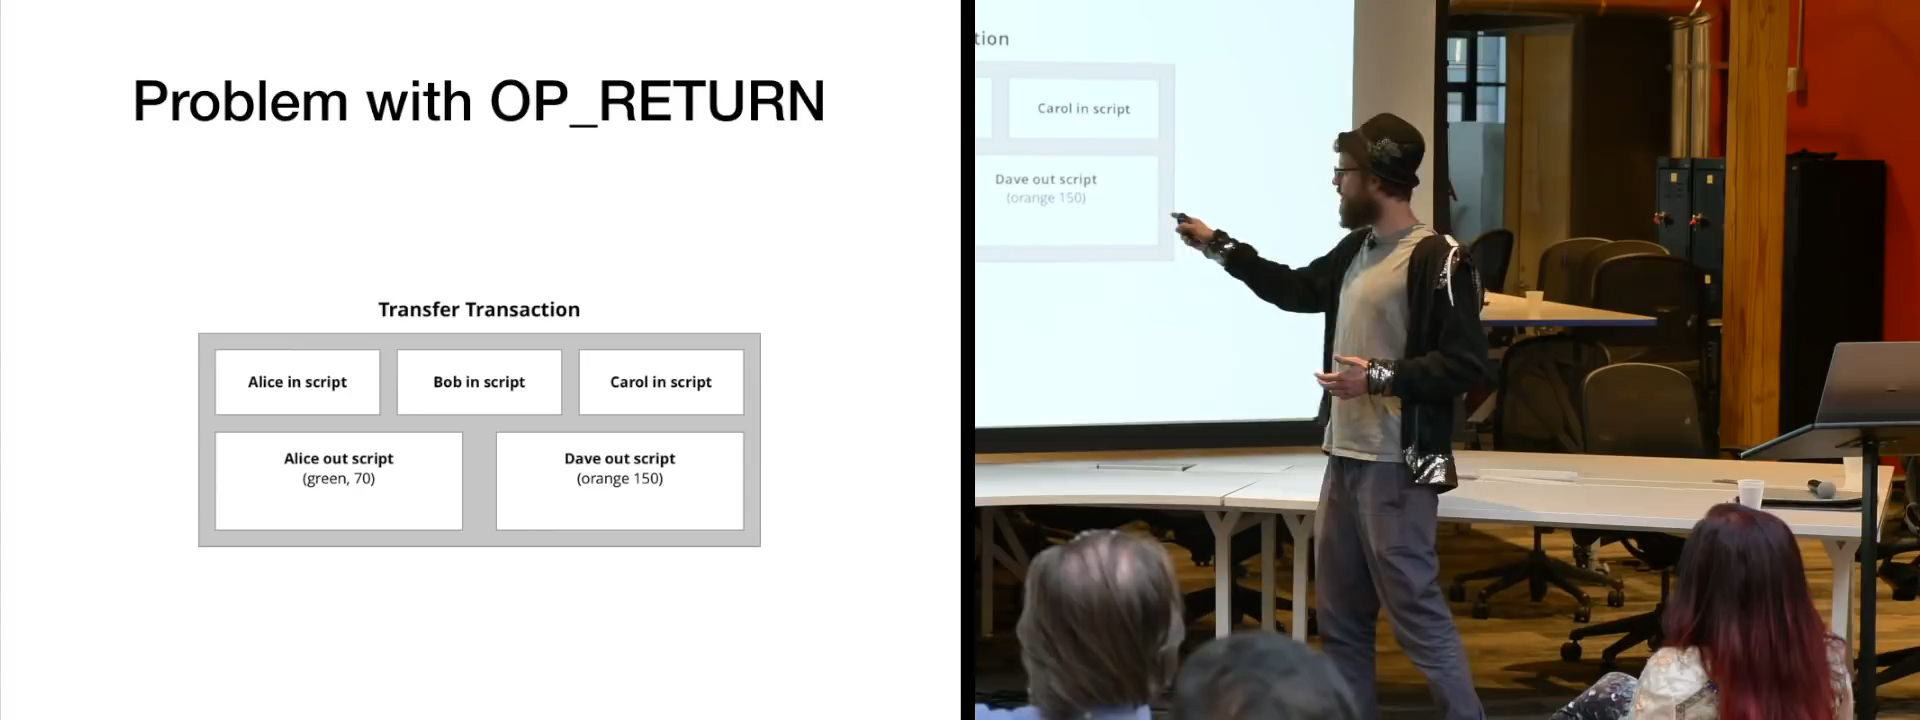 Problem with OP_RETURN
Transfer Transaction
Alice in script
Bob in script
Carol in script
Alice out script
(green, 70)
Dave out script
(orange 150)
tion
Carol in script
Dave out script
(orange 150)